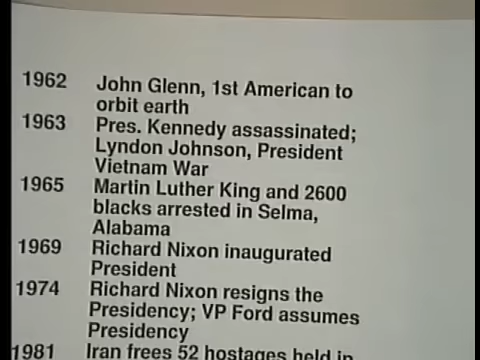 1962 John Glenn, 1st American to
orbit earth
1963 Pres. Kennedy assassinated;
Lyndon Johnson, President
Vietnam War
1965 Martin Luther King and 2600
blacks arrested in Selma,
Alabama
1969 Richard Nixon inaugurated
President
1974 Richard Nixon resigns the
Presidency; VP Ford assumes
Presidency
1981 Iran frees 52 hostages held in